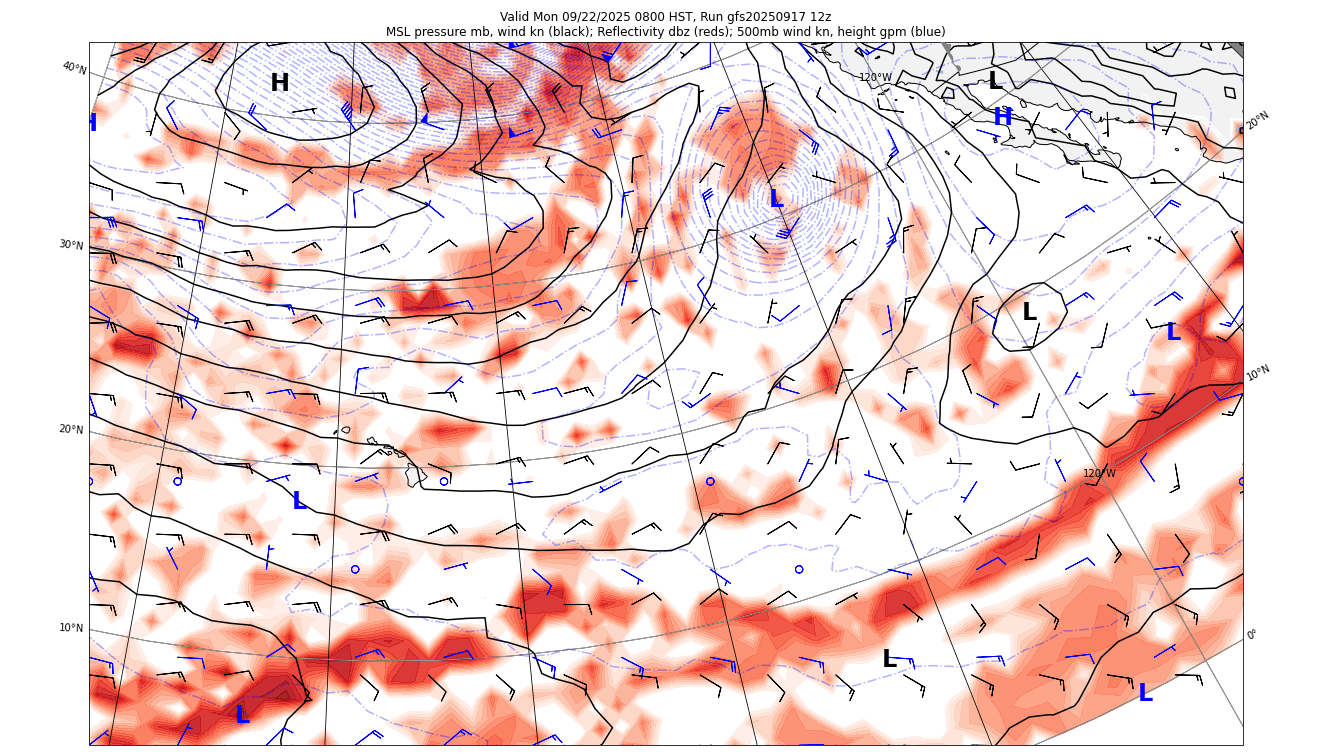 Valid Mon 09/22/2025 0800 HST, Run gfs20250917 12z
MSL pressure mb, wind kn (black); Reflectivity dbz (reds); 500mb wind kn, height gpm (blue)
40°N
H
120°W
L
H
H
20°N
L
30°N
L
L
10°N
20°N
120°W
L
10°N
0°
L
L
L